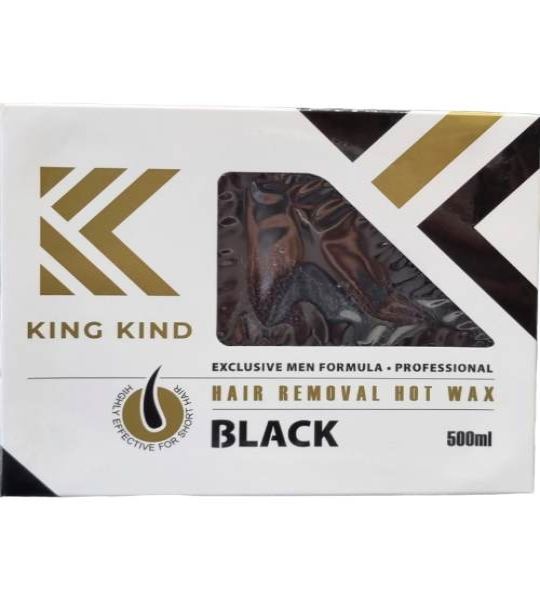 KING KIND
EXCLUSIVE MEN FORMULA • PROFESSIONAL
HAIR REMOVAL HOT WAX
HIGHLY EFFECTIVE FOR SHORT HAIR
BLACK
500ml